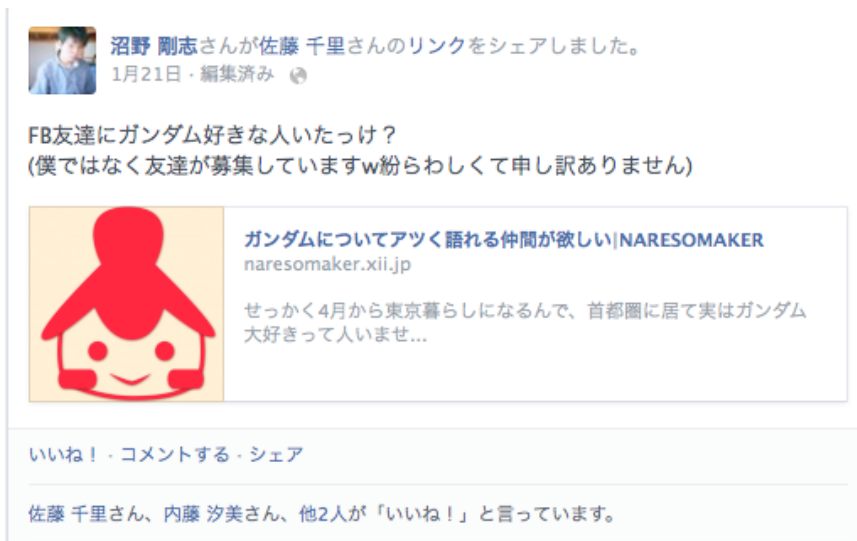 沼野 剛志さんが佐藤 千里さんのリンクをシェアしました。
1月21日 · 編集済み
FB友達にガンダム好きな人いたっけ？
(僕ではなく友達が募集していますw紛らわしくて申し訳ありません)
ガンダムについてアツく語れる仲間が欲しい|NARESOMAKER
naresomaker.xii.jp
せっかく4月から東京暮らしになるんで、首都圏に居て実はガンダム
大好きって人いませ...
いいね！ · コメントする · シェア
佐藤 千里さん、内藤 汐美さん、他2人が「いいね！」と言っています。